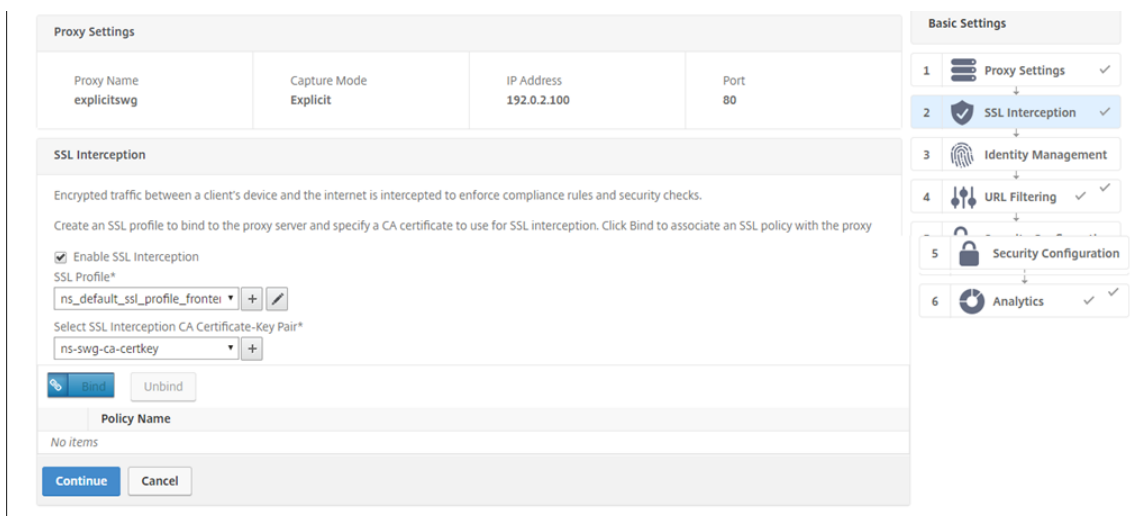 Proxy Settings
Proxy Name
explicitswg
Capture Mode
Explicit
IP Address
192.0.2.100
Port
80
SSL Interception
Encrypted traffic between a client's device and the internet is intercepted to enforce compliance rules and security checks.
Create an SSL profile to bind to the proxy server and specify a CA certificate to use for SSL interception. Click Bind to associate an SSL policy with the proxy
Enable SSL Interception
SSL Profile*
ns_default_ssl_profile_fronte
Select SSL Interception CA Certificate-Key Pair*
ns-swg-ca-certkey
Bind
Unbind
Policy Name
No items
Continue
Cancel
Basic Settings
1 Proxy Settings
2 SSL Interception
3 Identity Management
4 URL Filtering
5 Security Configuration
6 Analytics